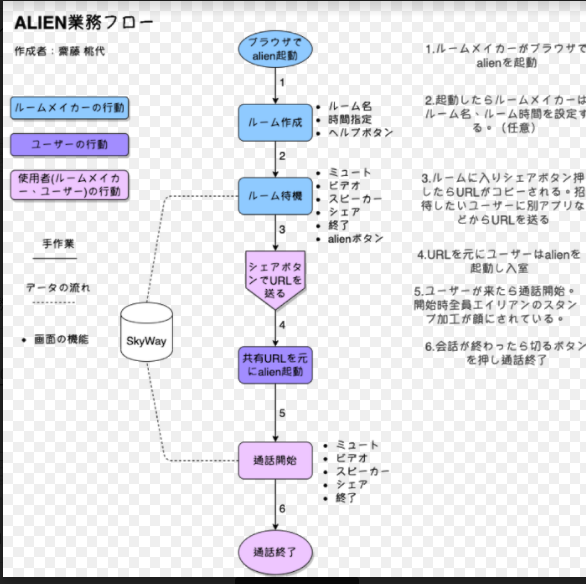 ALIEN業務フロー
作成者：齋藤 桃代
ルームメイカーの行動
ユーザーの行動
使用者(ルームメイカ
ー、ユーザー)の行動
手作業
データの流れ
• 画面の機能
SkyWay
ブラウザで
alien起動
1
ルーム作成
• ルーム名
• 時間指定
• ヘルプボタン
2
ルーム待機
• ミュート
• ビデオ
• スピーカー
• シェア
• 終了
• alienボタン
3
シェアボタ
ンでURLを
送る
4
共有URLを元
にalien起動
5
通話開始
• ミュート
• ビデオ
• スピーカー
• シェア
• 終了
6
通話終了
1.ルームメイカーがブラウザで
alienを起動
2.起動したらルームメイカーは
ルーム名、ルーム時間を設定す
る。（任意）
3.ルームに入りシェアボタン押
したらURLがコピーされる。招
待したいユーザーに別アプリな
どからURLを送る
4.URLを元にユーザーはalienを
起動し入室
5.ユーザーが来たら通話開始。
開始時全員エイリアンのスタン
プ加工が顔にされている。
6.会話が終わったら切るボタン
を押し通話終了